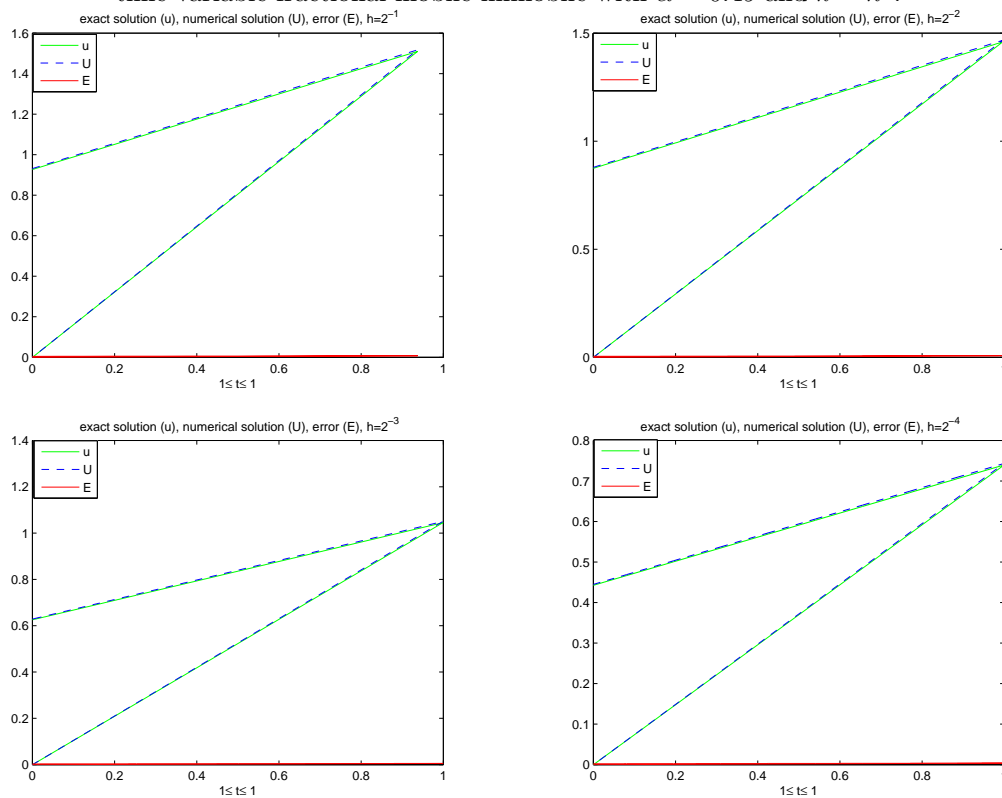 exact solution (u), numerical solution (U), error (E), h=2⁻¹
1.6
1.4
1.2
1
0.8
0.6
0.4
0.2
0
u
U
E
0 0.2 0.4 0.6 0.8 1
1≤ t≤ 1
exact solution (u), numerical solution (U), error (E), h=2⁻²
1.5
1
0.5
0
u
U
E
0 0.2 0.4 0.6 0.8 1
1≤ t≤ 1
exact solution (u), numerical solution (U), error (E), h=2⁻³
1.4
1.2
1
0.8
0.6
0.4
0.2
0
u
U
E
0 0.2 0.4 0.6 0.8 1
1≤ t≤ 1
exact solution (u), numerical solution (U), error (E), h=2⁻⁴
0.8
0.7
0.6
0.5
0.4
0.3
0.2
0.1
0
u
U
E
0 0.2 0.4 0.6 0.8
1≤ t≤ 1